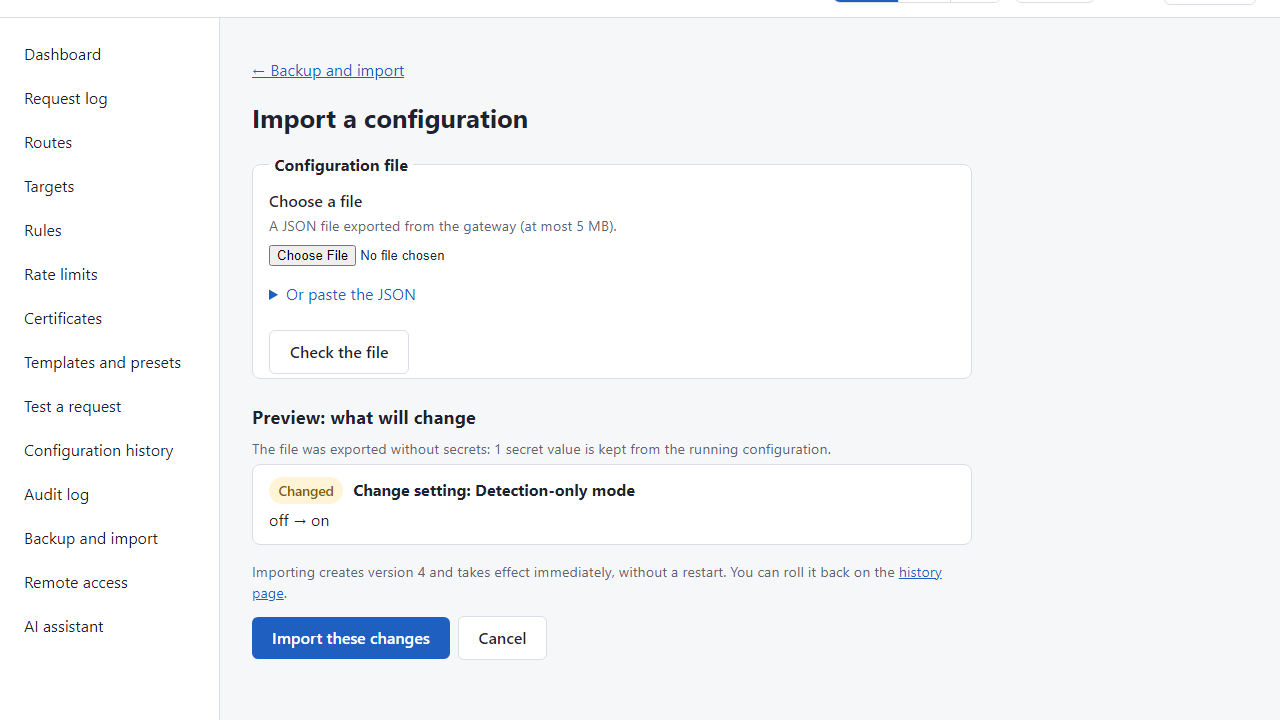 Dashboard
Request log
Routes
Targets
Rules
Rate limits
Certificates
Templates and presets
Test a request
Configuration history
Audit log
Backup and import
Remote access
AI assistant
← Backup and import
Import a configuration
Configuration file
Choose a file
A JSON file exported from the gateway (at most 5 MB).
Choose File No file chosen
Or paste the JSON
Check the file
Preview: what will change
The file was exported without secrets: 1 secret value is kept from the running configuration.
Changed Change setting: Detection-only mode
off → on
Importing creates version 4 and takes effect immediately, without a restart. You can roll it back on the history
page.
Import these changes Cancel